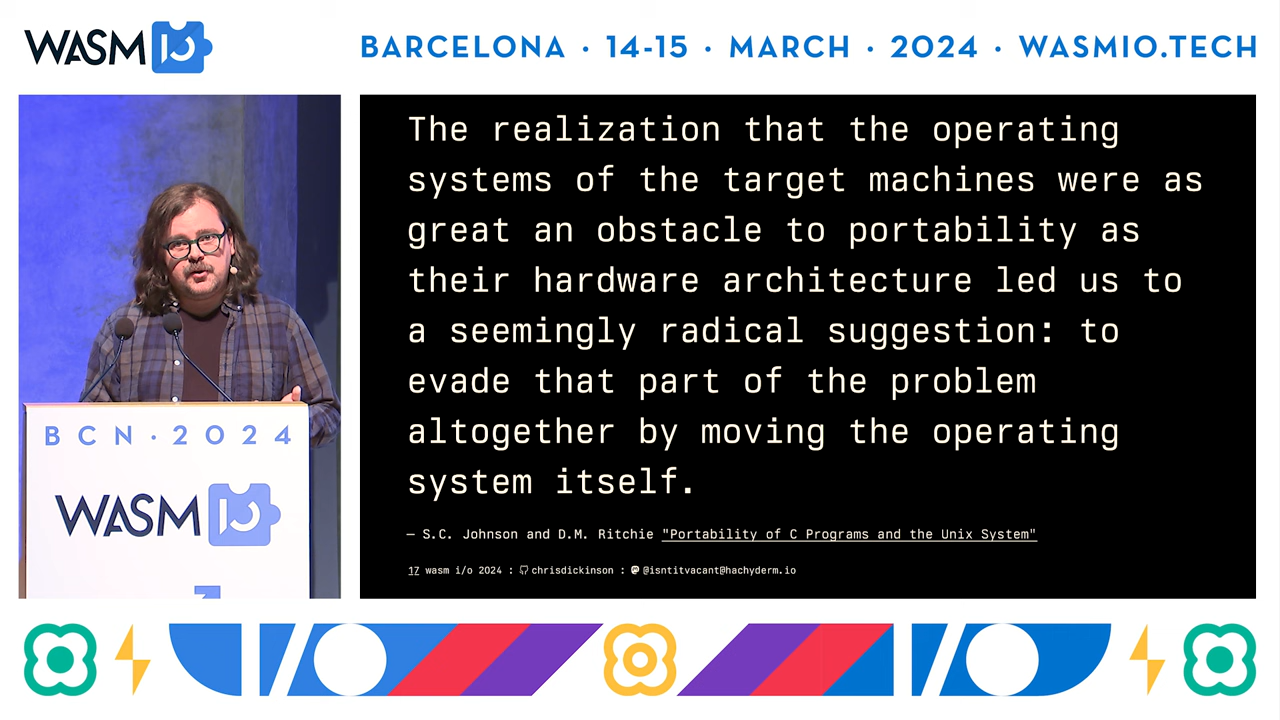 WASM IO
BARCELONA · 14-15 · MARCH · 2024 · WASMIO.TECH
The realization that the operating
systems of the target machines were as
great an obstacle to portability as
their hardware architecture led us to
a seemingly radical suggestion: to
evade that part of the problem
altogether by moving the operating
system itself.
— S.C. Johnson and D.M. Ritchie "Portability of C Programs and the Unix System"
17 wasm i/o 2024 : chrisdickinson : @isntitvacant@hachyderm.io
BCN·2024
WASM IO
I/O
I/O